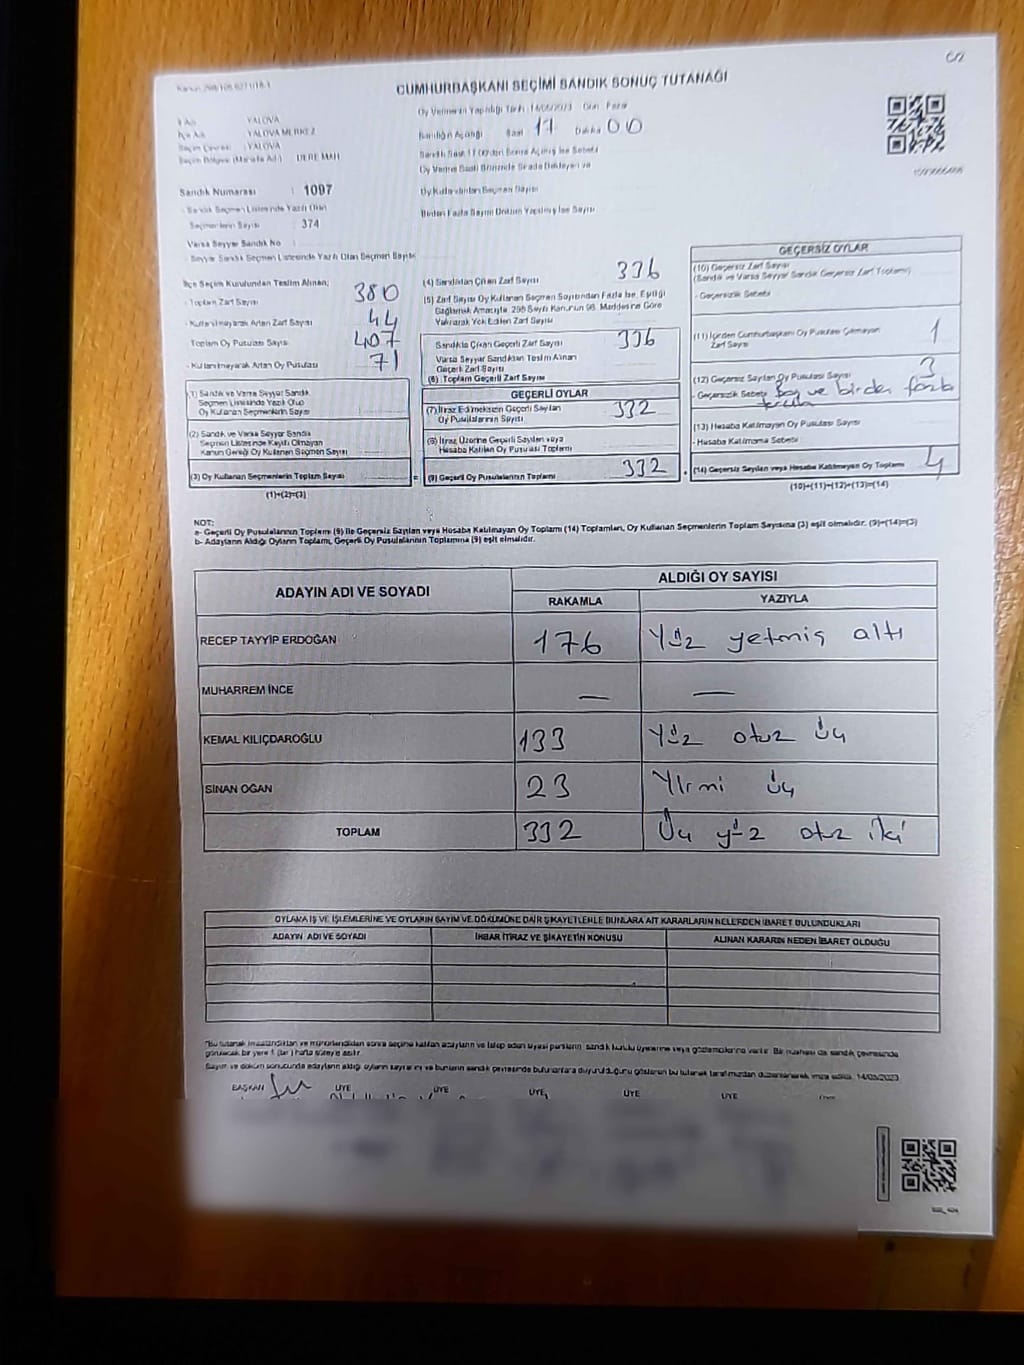 CUMHURBAŞKANI SEÇİMİ SANDIK SONUÇ TUTANAĞI
İli Adı : YALOVA
İlçe Adı : YALOVA MERKEZ
Seçim Çevresi : YALOVA
Seçim Bölgesi (Mahalle Adı) : DERE MAH
Sandık Numarası : 1097
- Sandık Seçmen Listesinde Yazılı Olan
Seçmenlerin Sayısı : 374
Varsa Seyyar Sandık No :
- Seyyar Sandık Seçmen Listesinde Yazılı Olan Seçmen Sayısı
Oy Vermenin Yapıldığı Tarih : 14/05/2023 Gün : Pazar
Sandığın Açıldığı Saat 17 Dakika 00
Sandık Saat 17.00'den Sonra Açılmış İse Sebebi
Oy Verme Saati Bitiminde Sırada Bekleyen ve
Oy Kullandırılan Seçmen Sayısı
Birden Fazla Sayım Döküm Yapılmış İse Sayısı
İlçe Seçim Kurulundan Teslim Alınan;
- Toplam Zarf Sayısı 380
- Kullanılmayarak Artan Zarf Sayısı 44
Toplam Oy Pusulası Sayısı 407
- Kullanılmayarak Artan Oy Pusulası 71
(1) Sandık ve Varsa Seyyar Sandık
Seçmen Listesinde Yazılı Olup
Oy Kullanan Seçmenlerin Sayısı
(2) Sandık ve Varsa Seyyar Sandık
Seçmen Listesinde Kayıtlı Olmayan
Kanun Gereği Oy Kullanan Seçmen Sayısı
(3) Oy Kullanan Seçmenlerin Toplam Sayısı
(1)+(2)=(3)
(4) Sandıktan Çıkan Zarf Sayısı 336
(5) Zarf Sayısı Oy Kullanan Seçmen Sayısından Fazla İse, Eşitliği
Sağlamak Amacıyla, 298 Sayılı Kanunun 98. Maddesine Göre
Yakılarak Yok Edilen Zarf Sayısı
Sandıkta Çıkan Geçerli Zarf Sayısı 336
Varsa Seyyar Sandıktan Teslim Alınan
Geçerli Zarf Sayısı
(6) Toplam Geçerli Zarf Sayısı
GEÇERLİ OYLAR
(7) İtiraz Edilmeksizin Geçerli Sayılan
Oy Pusulalarının Sayısı 332
(8) İtiraz Üzerine Geçerli Sayılan veya
Hesaba Katılan Oy Pusulası Toplamı
(9) Geçerli Oy Pusulalarının Toplamı 332
GEÇERSİZ OYLAR
(10) Geçersiz Zarf Sayısı
(Sandık ve Varsa Seyyar Sandık Geçersiz Zarf Toplamı)
- Geçersizlik Sebebi
(11) İçinden Cumhurbaşkanı Oy Pusulası Çıkmayan
Zarf Sayısı 1
(12) Geçersiz Sayılan Oy Pusulası Sayısı 3
- Geçersizlik Sebebi Boş ve birden fazla
(13) Hesaba Katılmayan Oy Pusulası Sayısı
- Hesaba Katılmama Sebebi
(14) Geçersiz Sayılan veya Hesaba Katılmayan Oy Toplamı 4
(10)+(11)+(12)+(13)=(14)
NOT:
a- Geçerli Oy Pusulalarının Toplamı (9) ile Geçersiz Sayılan veya Hesaba Katılmayan Oy Toplamı (14) Toplamları, Oy Kullanan Seçmenlerin Toplam Sayısına (3) eşit olmalıdır. (9)+(14)=(3)
b- Adayların Aldığı Oyların Toplamı, Geçerli Oy Pusulalarının Toplamına (9) eşit olmalıdır.
ADAYIN ADI VE SOYADI ALDIĞI OY SAYISI
RAKAMLA YAZIYLA
RECEP TAYYİP ERDOĞAN 176 Yüz yetmiş altı
MUHARREM İNCE — —
KEMAL KILIÇDAROĞLU 133 Yüz otuz üç
SİNAN OĞAN 23 Yirmi üç
TOPLAM 332 Üç yüz otuz iki
OYLAMA İŞ VE İŞLEMLERİNE VE OYLARIN SAYIM VE DÖKÜMÜNE DAİR ŞİKAYETLERLE BUNLARA AİT KARARLARIN NELERDEN İBARET BULUNDUKLARI
ADAYIN ADI VE SOYADI İHBAR İTİRAZ VE ŞİKAYETİN KONUSU ALINAN KARARIN NEDEN İBARET OLDUĞU
BAŞKAN ÜYE ÜYE ÜYE ÜYE ÜYE